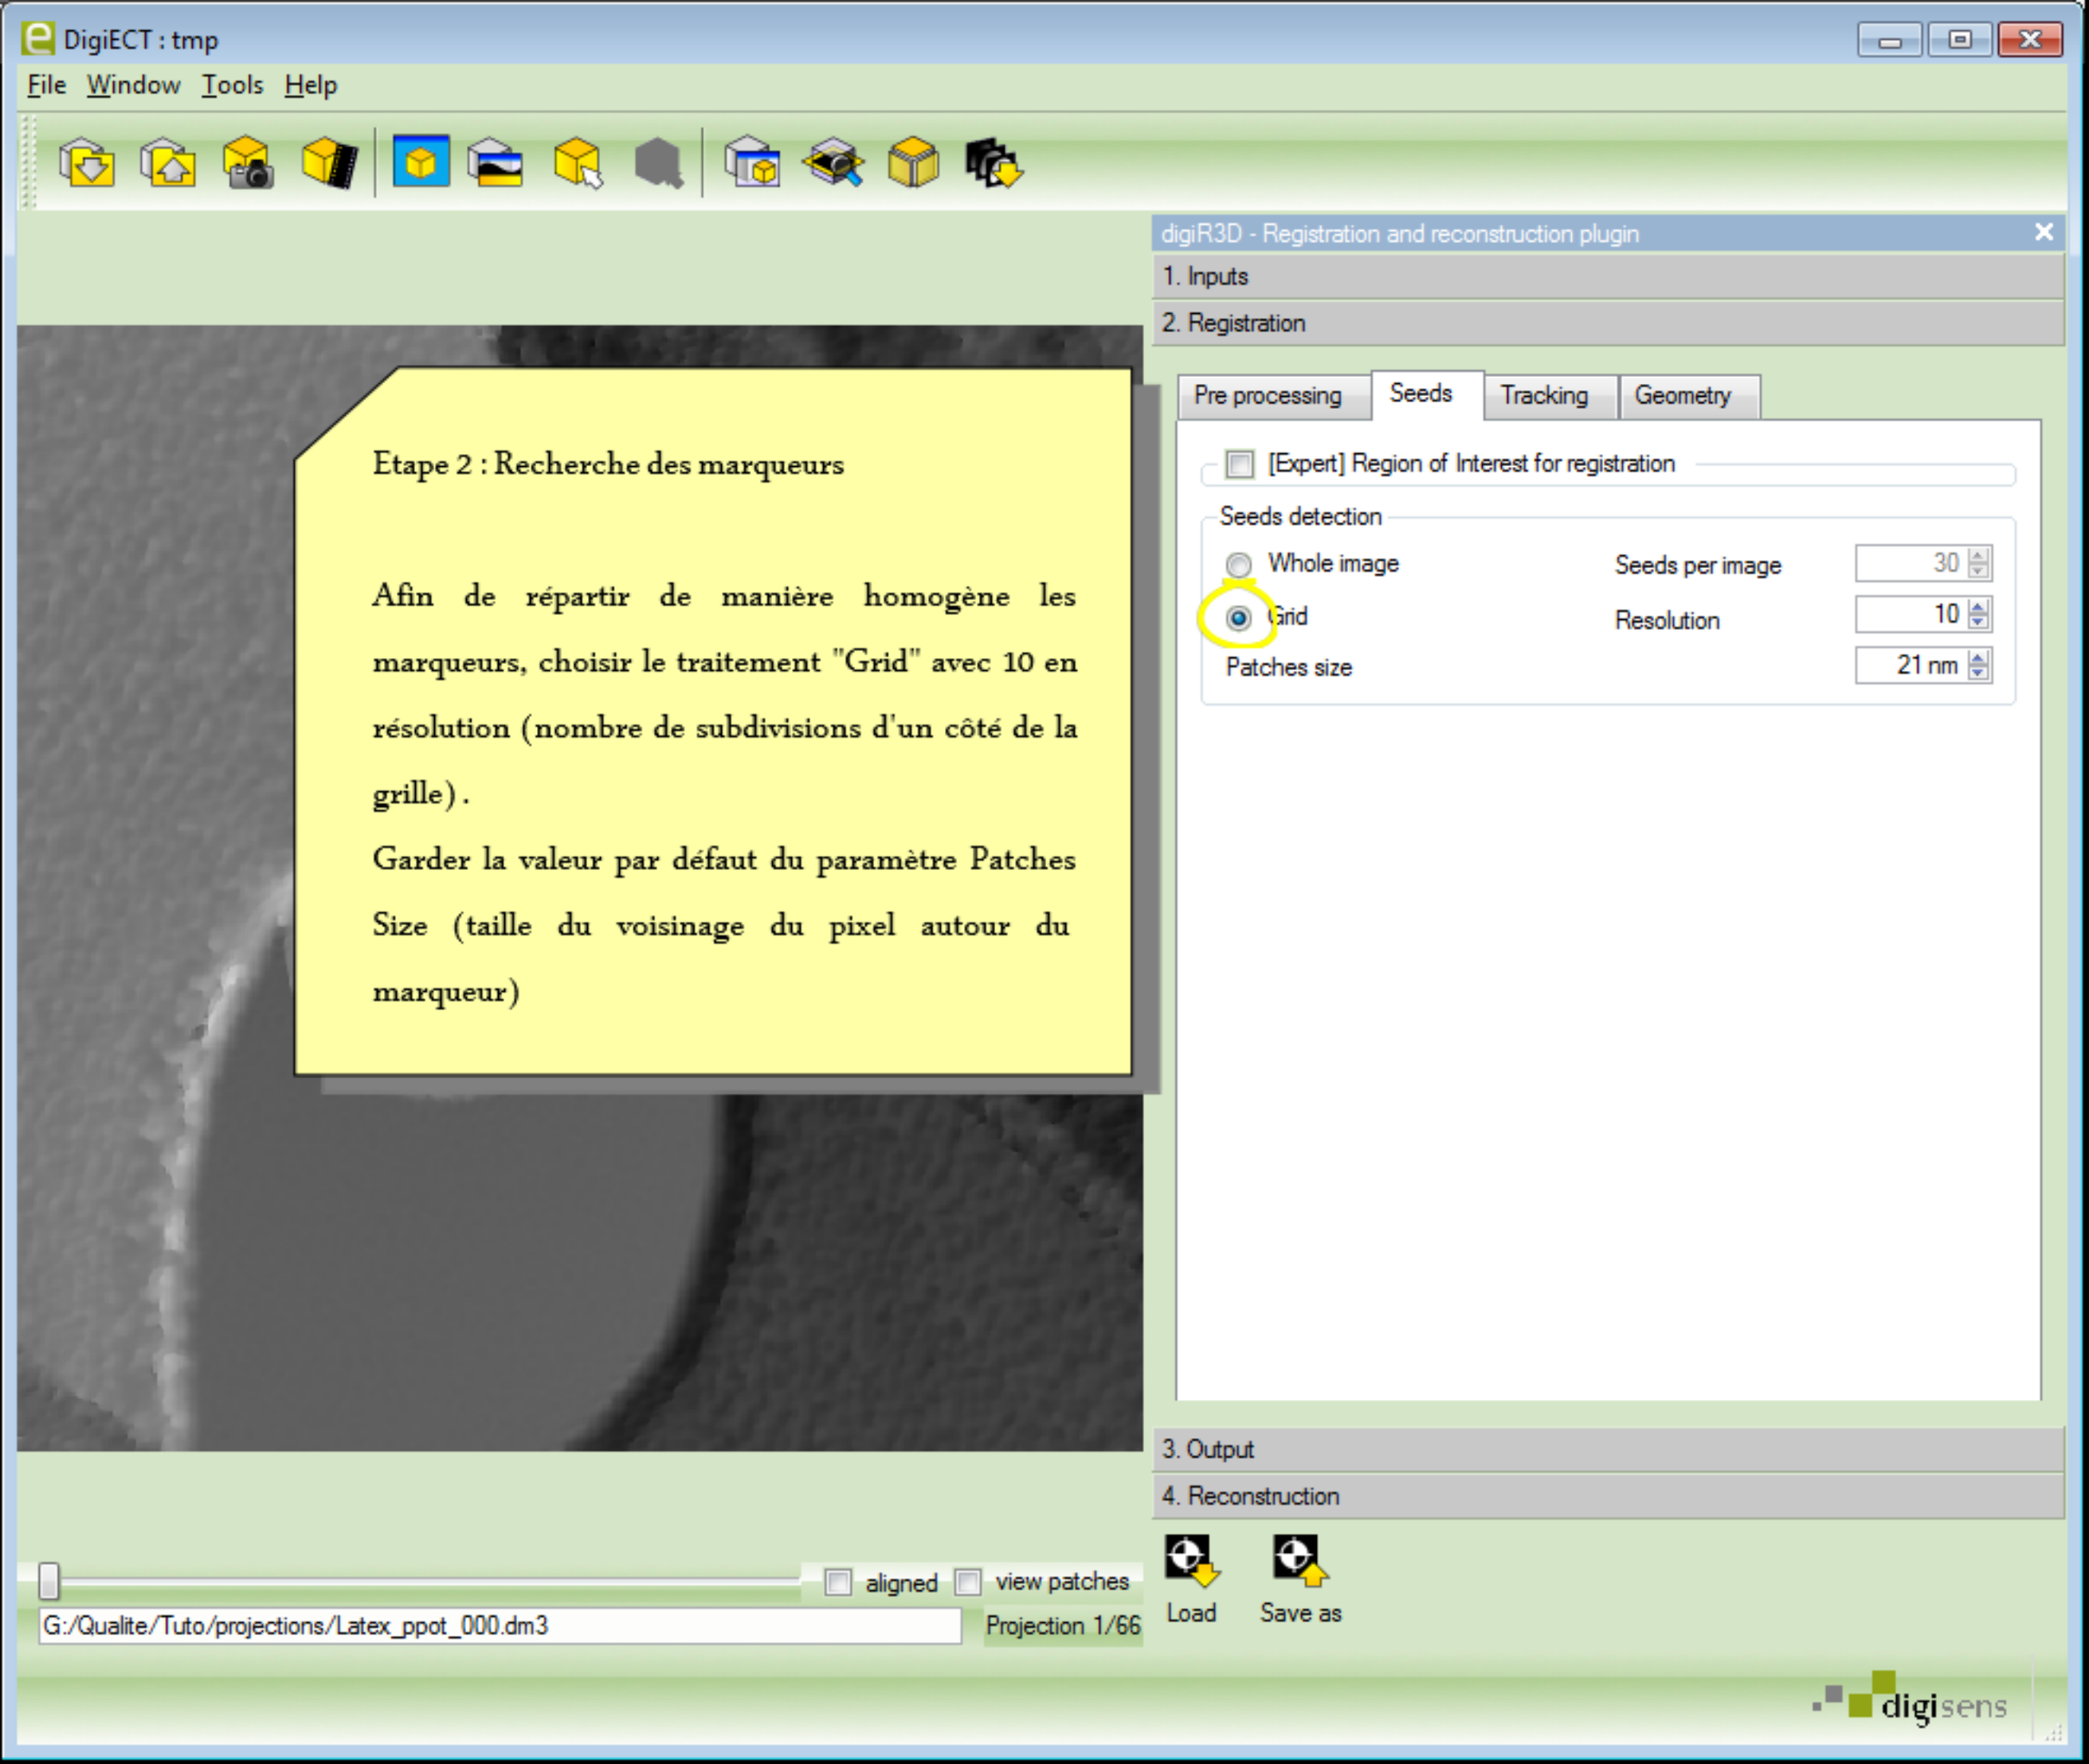 DigiECT : tmp
File Window Tools Help
digiR3D - Registration and reconstruction plugin
1. Inputs
2. Registration
Pre processing Seeds Tracking Geometry
[Expert] Region of Interest for registration
Seeds detection
Whole image Seeds per image 30
Grid Resolution 10
Patches size 21 nm
Etape 2 : Recherche des marqueurs
Afin de répartir de manière homogène les
marqueurs, choisir le traitement "Grid" avec 10 en
résolution (nombre de subdivisions d'un côté de la
grille) .
Garder la valeur par défaut du paramètre Patches
Size (taille du voisinage du pixel autour du
marqueur)
3. Output
4. Reconstruction
Load Save as
aligned view patches
G:/Qualite/Tuto/projections/Latex_ppot_000.dm3 Projection 1/66
digisens